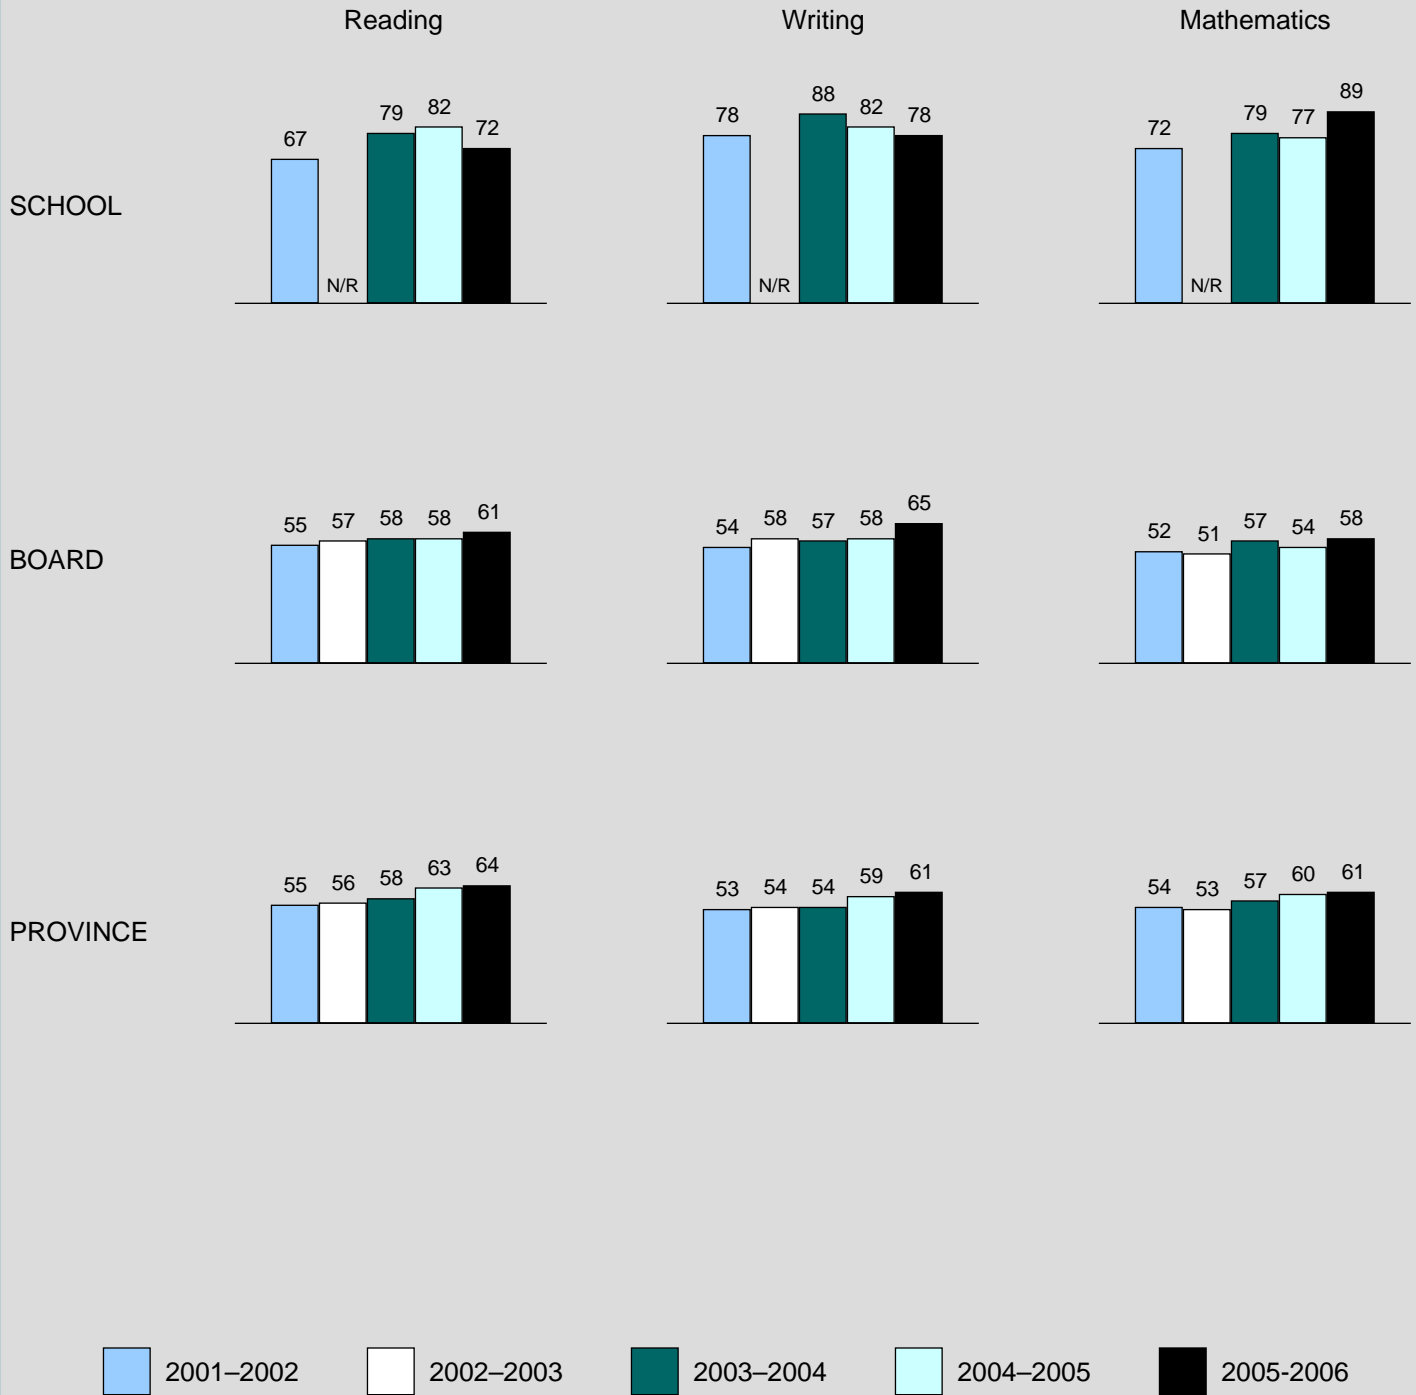 Reading Writing Mathematics
SCHOOL
67 N/R 79 82 72
78 N/R 88 82 78
72 N/R 79 77 89
BOARD
55 57 58 58 61
54 58 57 58 65
52 51 57 54 58
PROVINCE
55 56 58 63 64
53 54 54 59 61
54 53 57 60 61
2001–2002 2002–2003 2003–2004 2004–2005 2005-2006